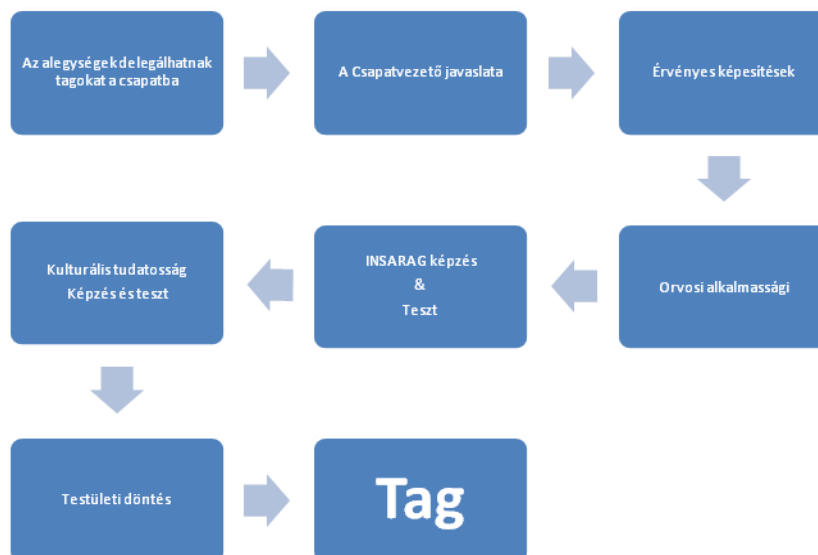 Az alegységek delegálhatnak
tagokat a csapatba
A Csapatvezető javaslata
Érvényes képesítések
Orvosi alkalmassági
INSARAG képzés
&
Teszt
Kulturális tudatosság
Képzés és teszt
Testületi döntés
Tag